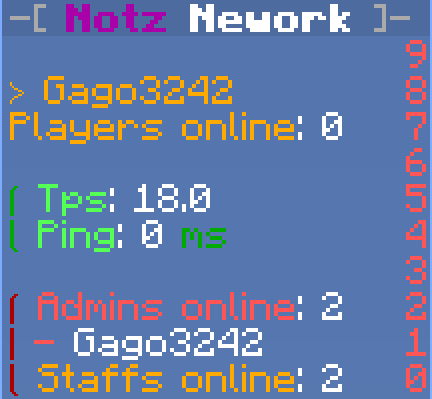 -[ Notz Nework ]-
9
> Gago3242 8
Players online: 0 7
6
( Tps: 18.0 5
( Ping: 0 ms 4
3
( Admins online: 2 2
| - Gago3242 1
( Staffs online: 2 0